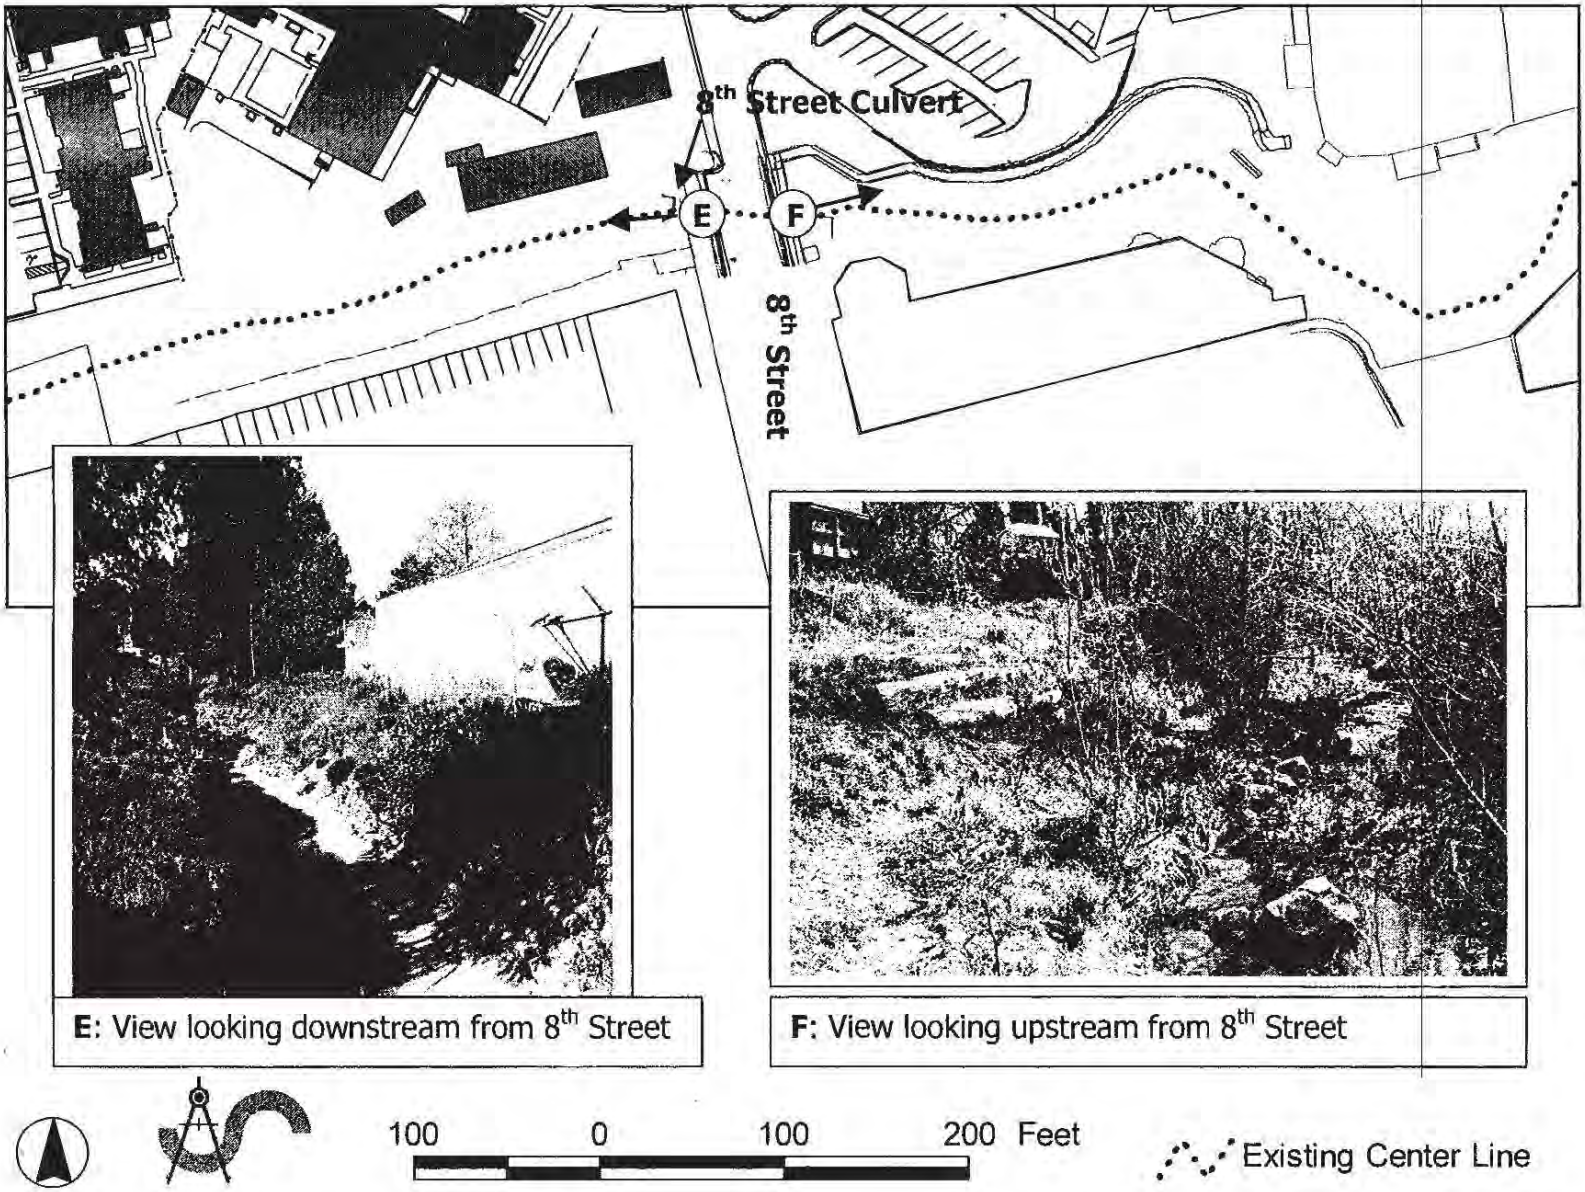 8th Street Culvert
E
F
8th Street
E: View looking downstream from 8th Street
F: View looking upstream from 8th Street
100 0 100 200 Feet
Existing Center Line